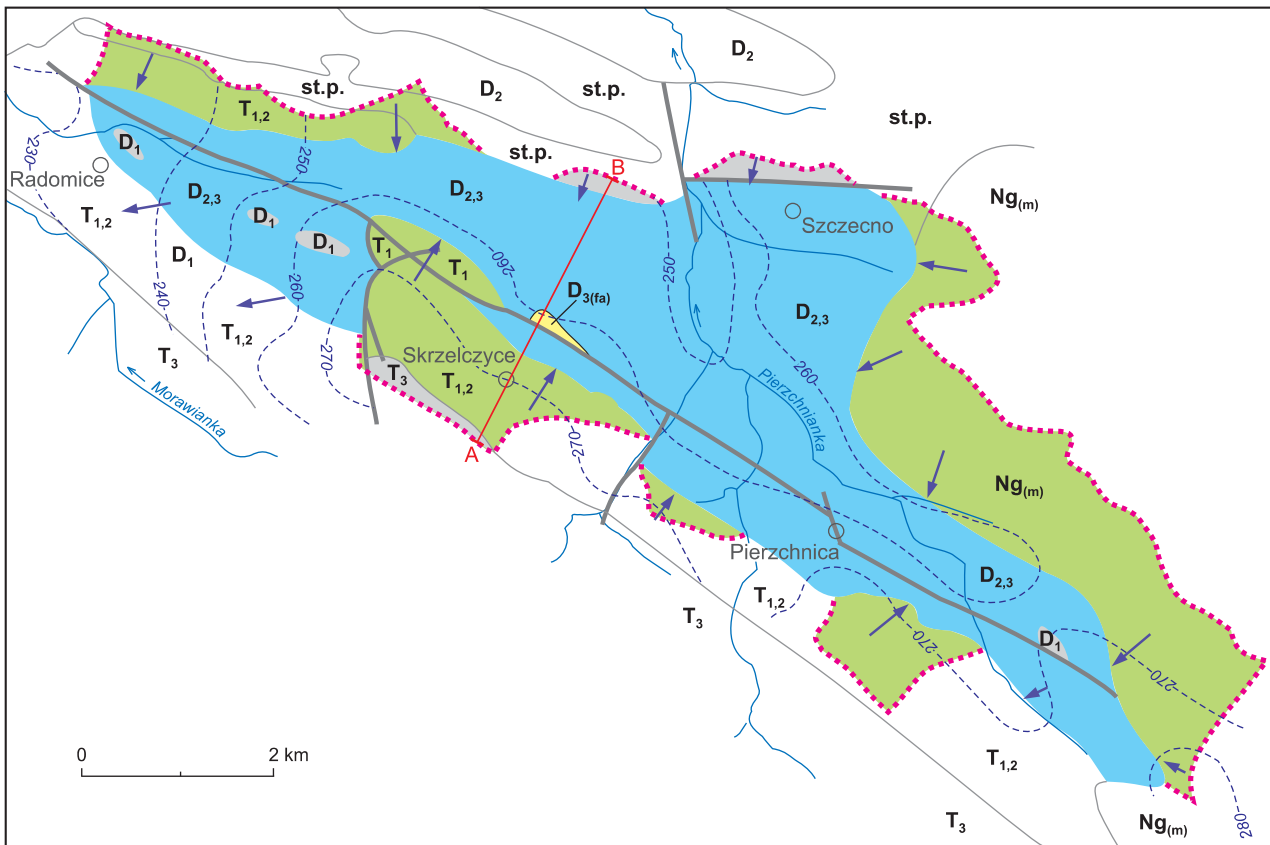 D2
D2
st.p.
st.p.
st.p.
st.p.
T1,2
B
230
D1
250
Radomice
D2,3
D2,3
Ng(m)
T1,2
D1
Szczecno
D1
D1
T1
T1
260
250
240
260
D3(fa)
D2,3
T1,2
270
Skrzelczyce
260
T3
T3
T1,2
Pierzchnianka
Morawianka
A
270
Ng(m)
Pierzchnica
D2,3
T1,2
T3
270
D1
270
T1,2
0
2 km
T3
Ng(m)
280